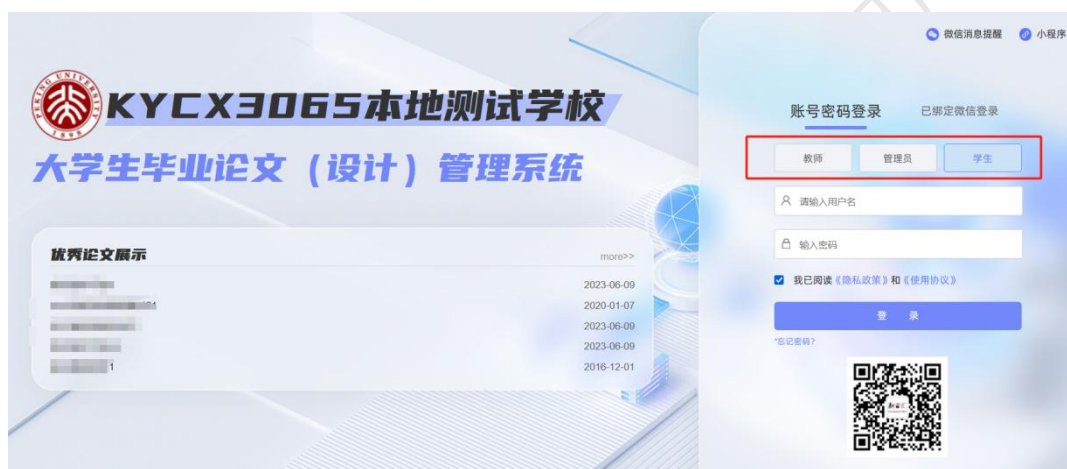 微信消息提醒 小程序
PEKING UNIVERSITY
1898
KYCX3065本地测试学校
大学生毕业论文（设计）管理系统
账号密码登录 已绑定微信登录
教师 管理员 学生
请输入用户名
输入密码
我已阅读《隐私政策》和《使用协议》
登 录
*忘记密码?
优秀论文展示 more>>
2023-06-09
2020-01-07
2023-06-09
2023-06-09
1 2016-12-01